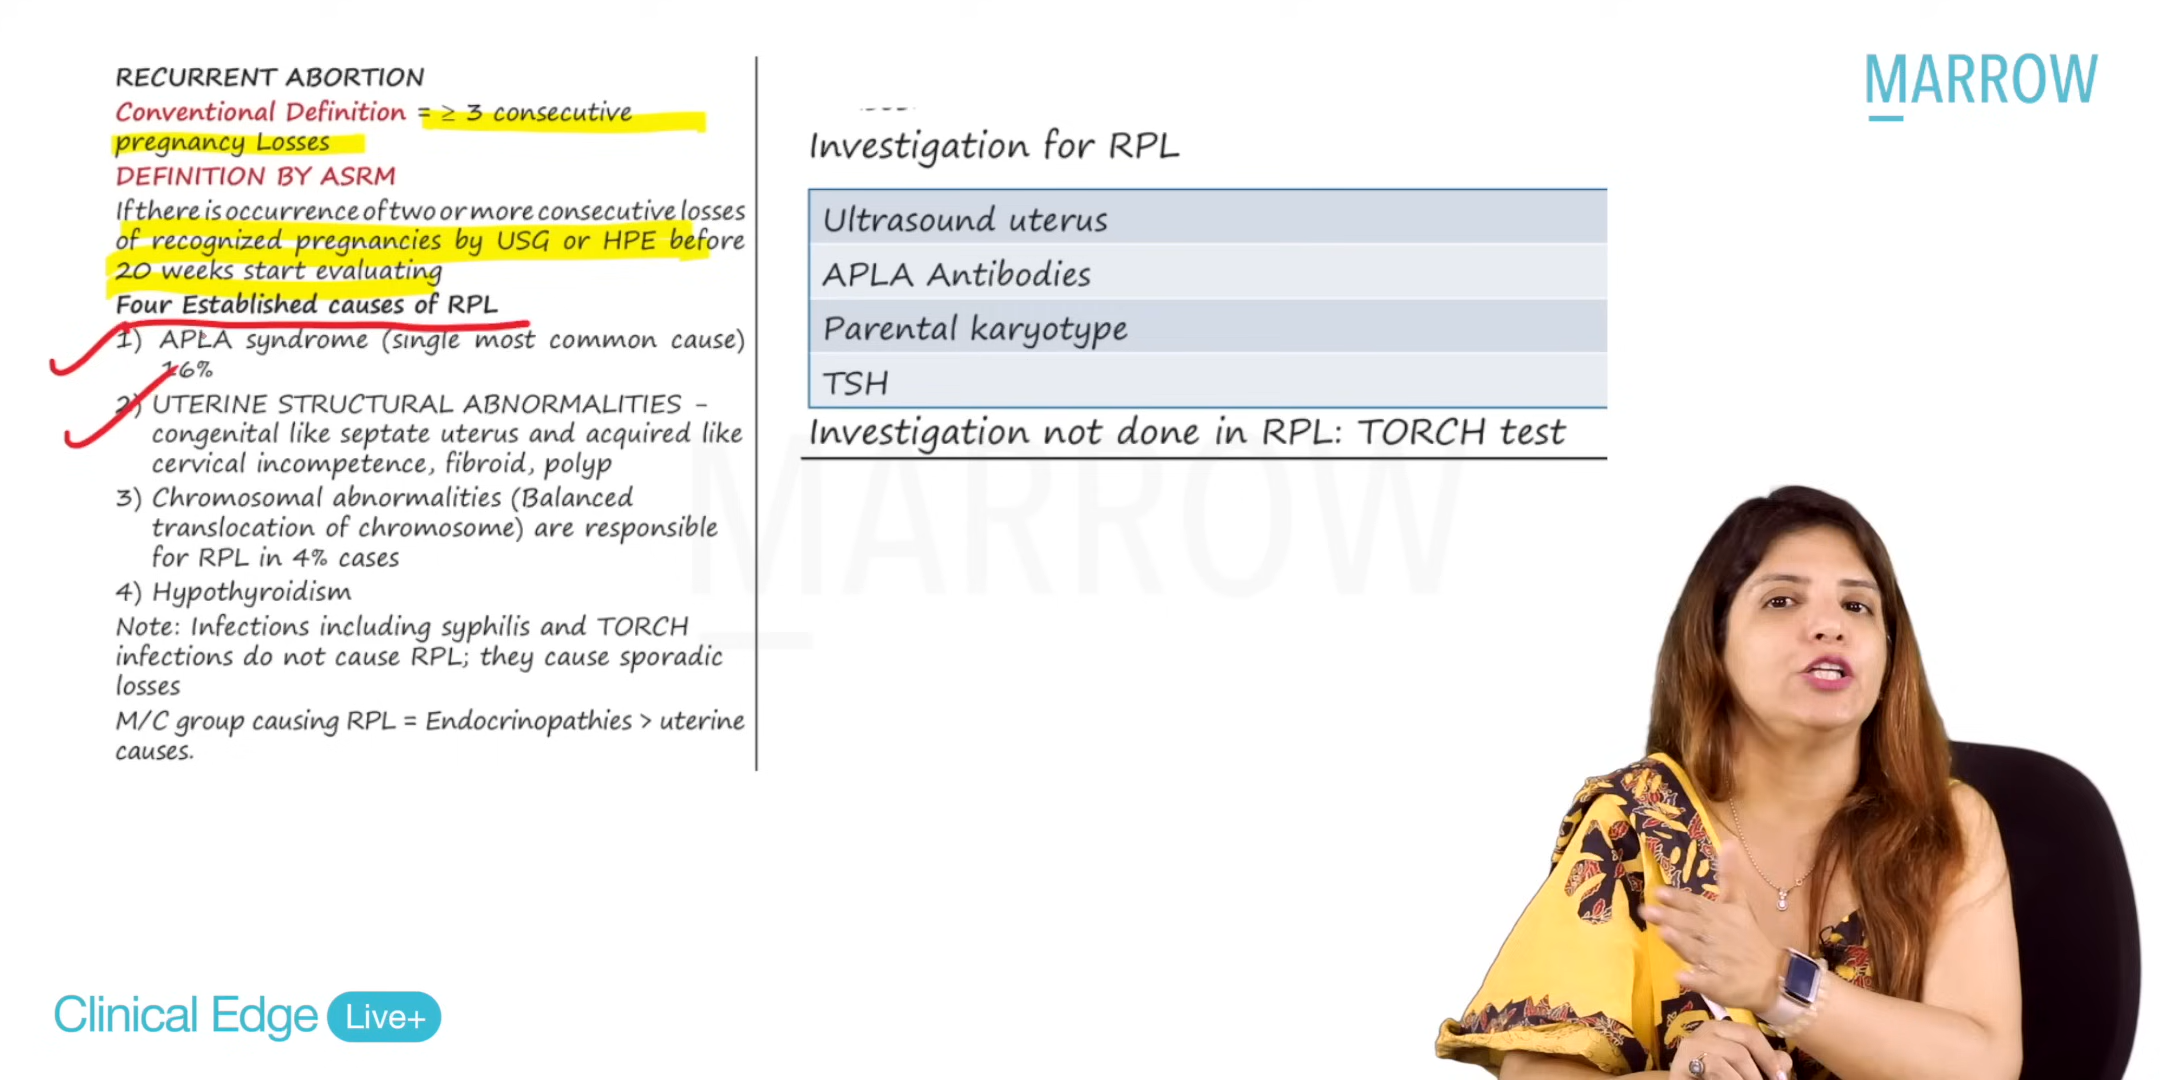 RECURRENT ABORTION
Conventional Definition = ≥ 3 consecutive
pregnancy Losses
DEFINITION BY ASRM
If there is occurrence of two or more consecutive losses
of recognized pregnancies by USG or HPE before
20 weeks start evaluating
Four Established causes of RPL
1) APLA syndrome (single most common cause)
16%
2) UTERINE STRUCTURAL ABNORMALITIES -
congenital like septate uterus and acquired like
cervical incompetence, fibroid, polyp
3) Chromosomal abnormalities (Balanced
translocation of chromosome) are responsible
for RPL in 4% cases
4) Hypothyroidism
Note: Infections including syphilis and TORCH
infections do not cause RPL; they cause sporadic
losses
M/C group causing RPL = Endocrinopathies > uterine
causes.
Investigation for RPL
Ultrasound uterus
APLA Antibodies
Parental karyotype
TSH
Investigation not done in RPL: TORCH test
MARROW
MARROW
Clinical Edge Live+